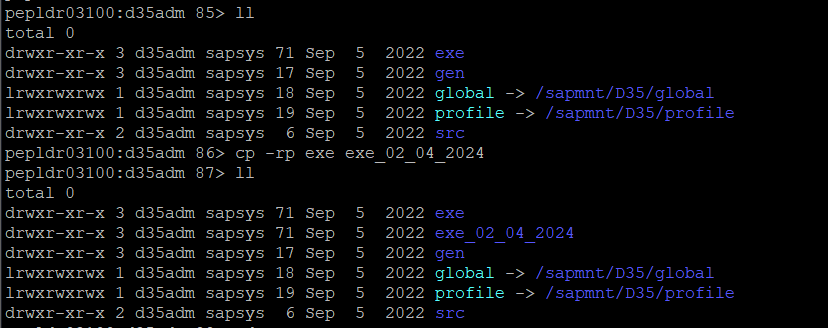 pepldr03100:d35adm 85> ll
total 0
drwxr-xr-x 3 d35adm sapsys 71 Sep  5  2022 exe
drwxr-xr-x 3 d35adm sapsys 17 Sep  5  2022 gen
lrwxrwxrwx 1 d35adm sapsys 18 Sep  5  2022 global -> /sapmnt/D35/global
lrwxrwxrwx 1 d35adm sapsys 19 Sep  5  2022 profile -> /sapmnt/D35/profile
drwxr-xr-x 2 d35adm sapsys  6 Sep  5  2022 src
pepldr03100:d35adm 86> cp -rp exe exe_02_04_2024
pepldr03100:d35adm 87> ll
total 0
drwxr-xr-x 3 d35adm sapsys 71 Sep  5  2022 exe
drwxr-xr-x 3 d35adm sapsys 71 Sep  5  2022 exe_02_04_2024
drwxr-xr-x 3 d35adm sapsys 17 Sep  5  2022 gen
lrwxrwxrwx 1 d35adm sapsys 18 Sep  5  2022 global -> /sapmnt/D35/global
lrwxrwxrwx 1 d35adm sapsys 19 Sep  5  2022 profile -> /sapmnt/D35/profile
drwxr-xr-x 2 d35adm sapsys  6 Sep  5  2022 src